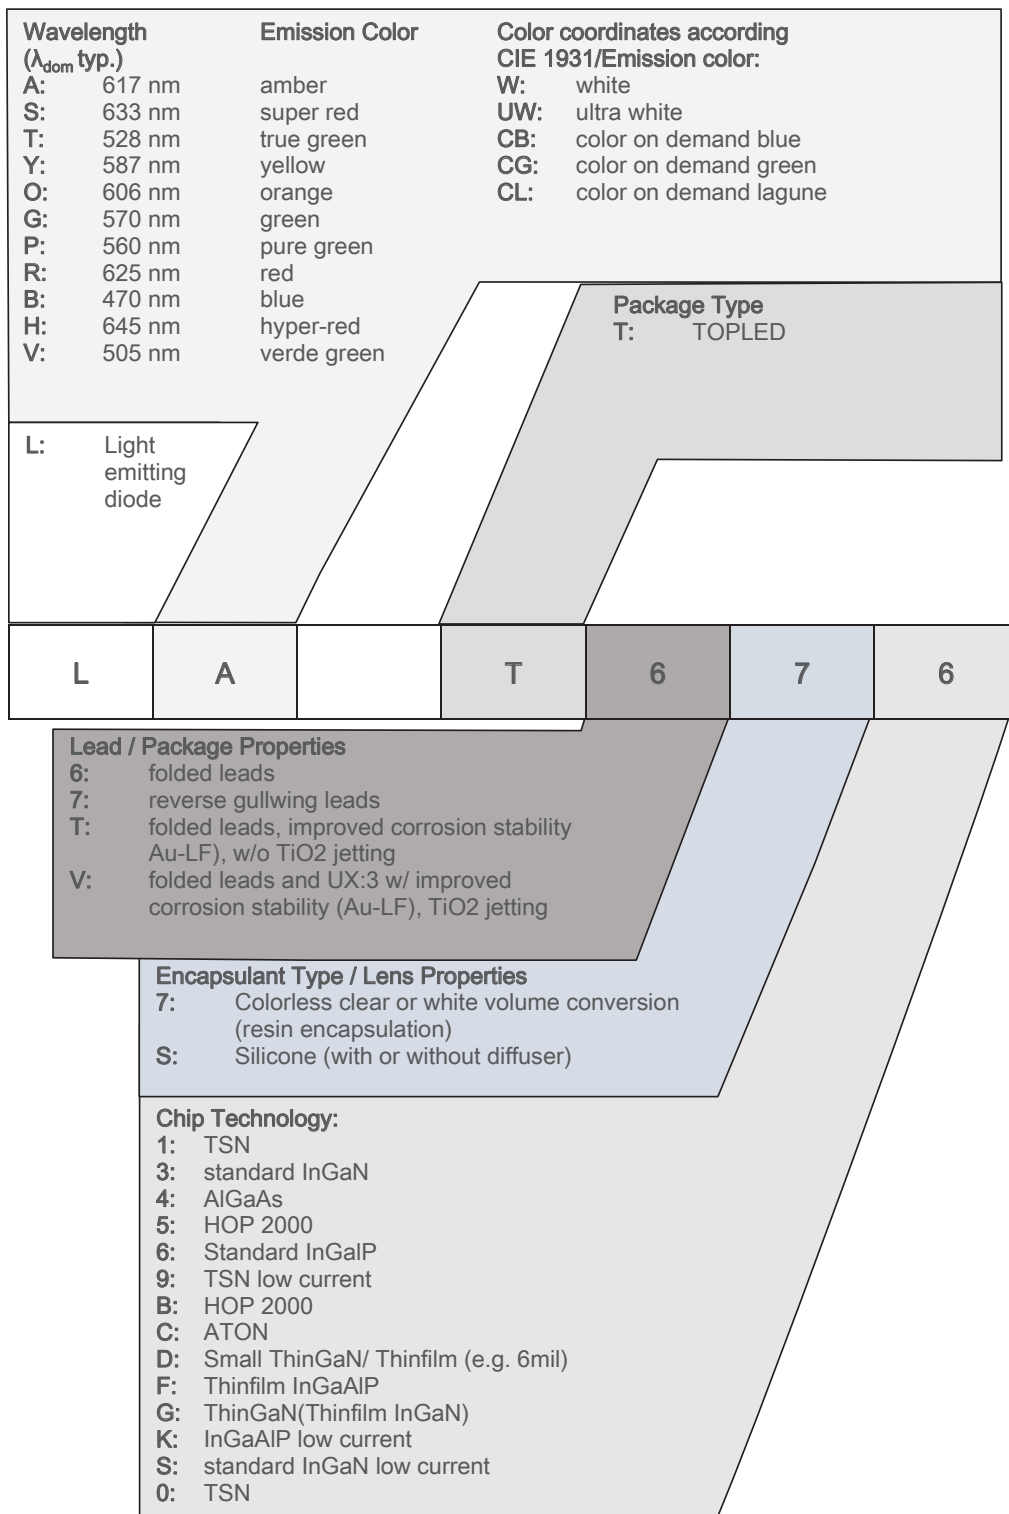 Wavelength Emission Color
(λdom typ.)
A: 617 nm amber
S: 633 nm super red
T: 528 nm true green
Y: 587 nm yellow
O: 606 nm orange
G: 570 nm green
P: 560 nm pure green
R: 625 nm red
B: 470 nm blue
H: 645 nm hyper-red
V: 505 nm verde green
Color coordinates according
CIE 1931/Emission color:
W: white
UW: ultra white
CB: color on demand blue
CG: color on demand green
CL: color on demand lagune
Package Type
T: TOPLED
L: Light
emitting
diode
L A T 6 7 6
Lead / Package Properties
6: folded leads
7: reverse gullwing leads
T: folded leads, improved corrosion stability
Au-LF), w/o TiO2 jetting
V: folded leads and UX:3 w/ improved
corrosion stability (Au-LF), TiO2 jetting
Encapsulant Type / Lens Properties
7: Colorless clear or white volume conversion
(resin encapsulation)
S: Silicone (with or without diffuser)
Chip Technology:
1: TSN
3: standard InGaN
4: AlGaAs
5: HOP 2000
6: Standard InGalP
9: TSN low current
B: HOP 2000
C: ATON
D: Small ThinGaN/ Thinfilm (e.g. 6mil)
F: Thinfilm InGaAlP
G: ThinGaN(Thinfilm InGaN)
K: InGaAlP low current
S: standard InGaN low current
0: TSN